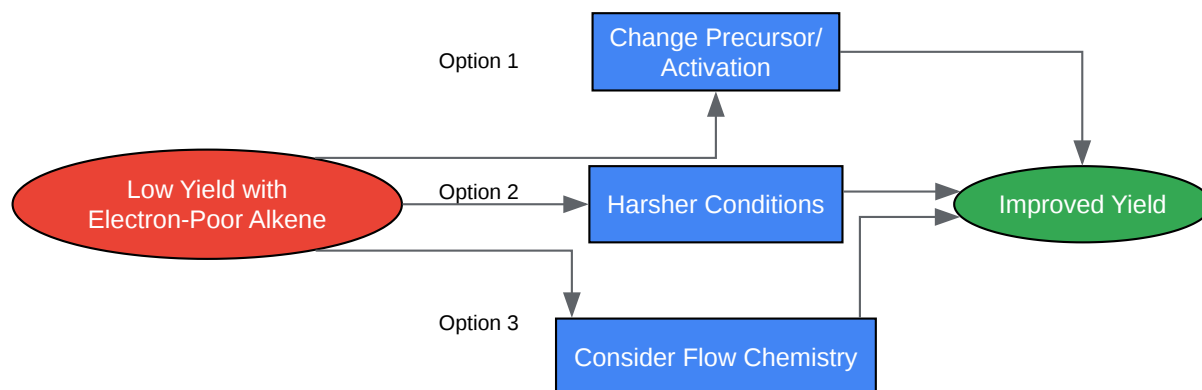 Option 1
Change Precursor/
Activation
Low Yield with
Electron-Poor Alkene
Option 2
Harsher Conditions
Improved Yield
Option 3
Consider Flow Chemistry